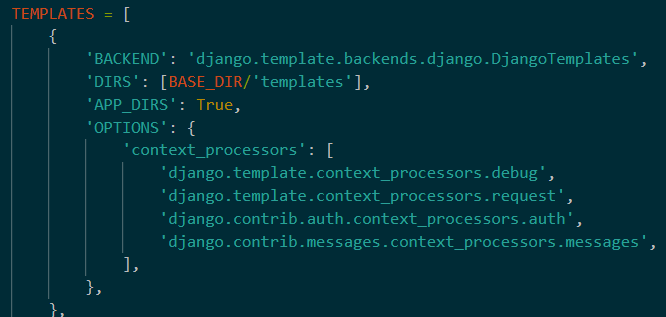 TEMPLATES = [
    {
        'BACKEND': 'django.template.backends.django.DjangoTemplates',
        'DIRS': [BASE_DIR/'templates'],
        'APP_DIRS': True,
        'OPTIONS': {
            'context_processors': [
                'django.template.context_processors.debug',
                'django.template.context_processors.request',
                'django.contrib.auth.context_processors.auth',
                'django.contrib.messages.context_processors.messages',
            ],
        },
    },